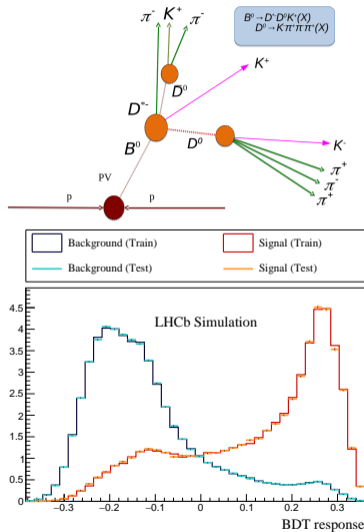 π⁻ K⁺ π⁻
B⁰→D*⁻D⁰K⁺(X)
D⁰→K⁻π⁺π⁻π⁺(X)
D⁰
K⁺
D*⁻
B⁰
D⁰
K⁻
π⁺
π⁻
π⁺
PV
p p
Background (Train) Signal (Train)
Background (Test) Signal (Test)
LHCb Simulation
4.5
4
3.5
3
2.5
2
1.5
1
0.5
0
−0.3 −0.2 −0.1 0 0.1 0.2 0.3
BDT respons